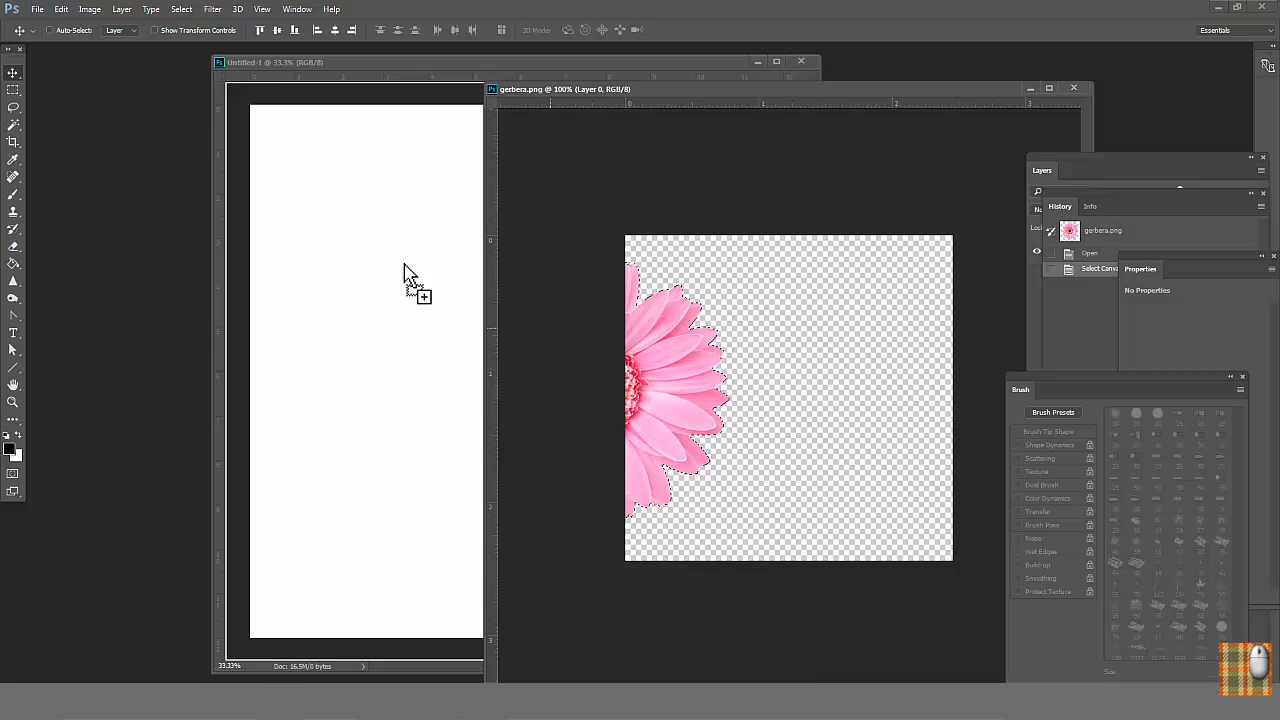 Ps File Edit Image Layer Type Select Filter 3D View Window Help
Auto-Select: Layer Show Transform Controls 3D Mode: Essentials
Untitled-1 @ 33.3% (RGB/8)
gerbera.png @ 100% (Layer 0, RGB/8)
Layers
No
Loc
History Info
gerbera.png
Open
Select Canva
Properties
No Properties
Brush
Brush Presets
Brush Tip Shape
Shape Dynamics
Scattering
Texture
Dual Brush
Color Dynamics
Transfer
Brush Pose
Noise
Wet Edges
Build-up
Smoothing
Protect Texture
Size
33.33% Doc: 16.5M/0 bytes